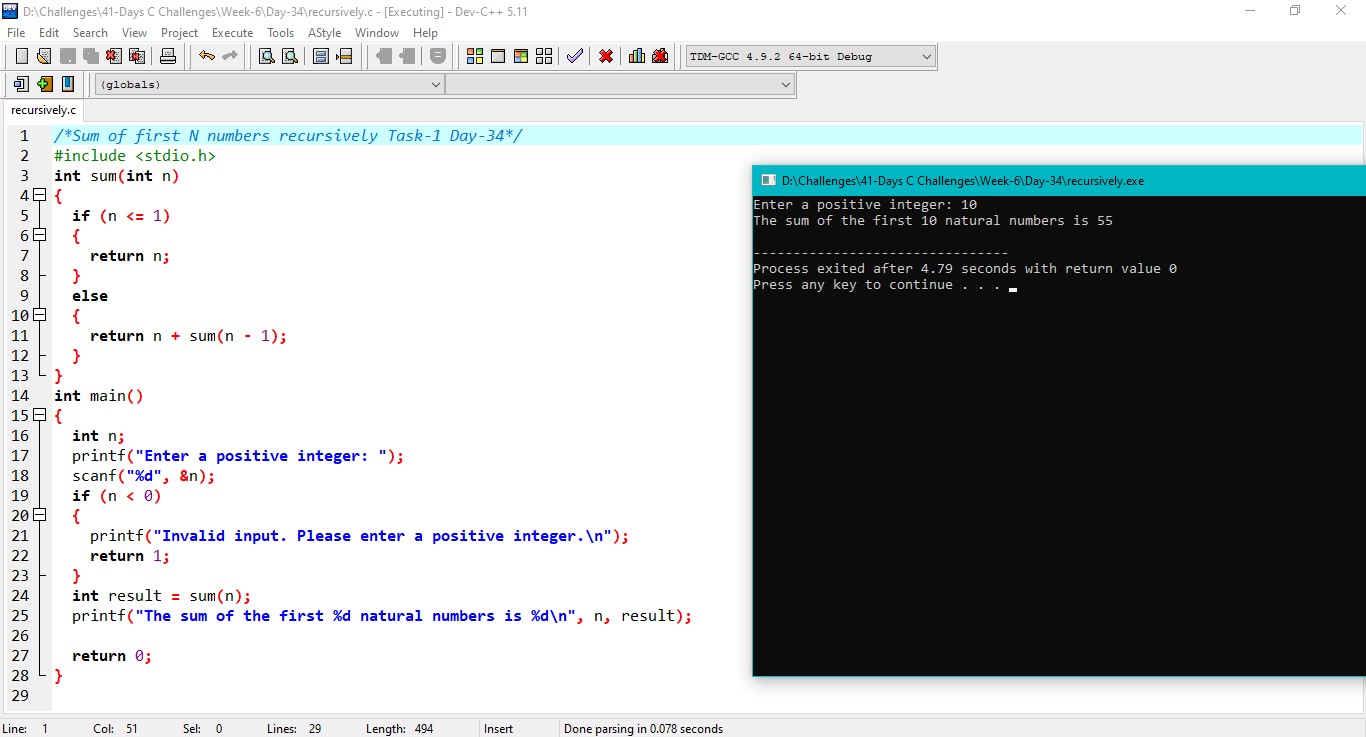 D:\Challenges\41-Days C Challenges\Week-6\Day-34\recursively.c - [Executing] - Dev-C++ 5.11
File Edit Search View Project Execute Tools AStyle Window Help
TDM-GCC 4.9.2 64-bit Debug
(globals)
recursively.c
1 /*Sum of first N numbers recursively Task-1 Day-34*/
2 #include <stdio.h>
3 int sum(int n)
4 {
5 if (n <= 1)
6 {
7 return n;
8 }
9 else
10 {
11 return n + sum(n - 1);
12 }
13 }
14 int main()
15 {
16 int n;
17 printf("Enter a positive integer: ");
18 scanf("%d", &n);
19 if (n < 0)
20 {
21 printf("Invalid input. Please enter a positive integer.\n");
22 return 1;
23 }
24 int result = sum(n);
25 printf("The sum of the first %d natural numbers is %d\n", n, result);
26
27 return 0;
28 }
29
D:\Challenges\41-Days C Challenges\Week-6\Day-34\recursively.exe
Enter a positive integer: 10
The sum of the first 10 natural numbers is 55
--------------------------------
Process exited after 4.79 seconds with return value 0
Press any key to continue . . .
Line: 1 Col: 51 Sel: 0 Lines: 29 Length: 494 Insert Done parsing in 0.078 seconds